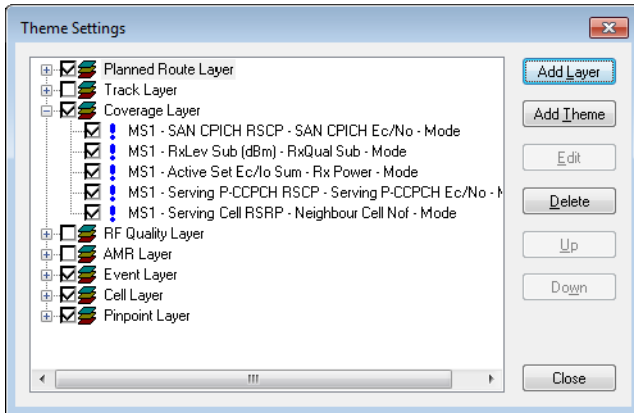 Theme Settings
Planned Route Layer
Track Layer
Coverage Layer
MS1 - SAN CPICH RSCP - SAN CPICH Ec/No - Mode
MS1 - RxLev Sub (dBm) - RxQual Sub - Mode
MS1 - Active Set Ec/Io Sum - Rx Power - Mode
MS1 - Serving P-CCPCH RSCP - Serving P-CCPCH Ec/No - M
MS1 - Serving Cell RSRP - Neighbour Cell Nof - Mode
RF Quality Layer
AMR Layer
Event Layer
Cell Layer
Pinpoint Layer
Add Layer
Add Theme
Edit
Delete
Up
Down
Close